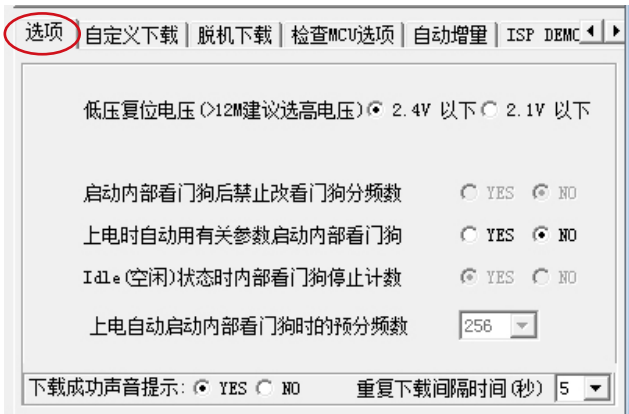 选项 自定义下载 脱机下载 检查MCU选项 自动增量 ISP DEMO
低压复位电压(>12M建议选高电压) 2.4V 以下 2.1V 以下
启动内部看门狗后禁止改看门狗分频数 YES NO
上电时自动用有关参数启动内部看门狗 YES NO
Idle(空闲)状态时内部看门狗停止计数 YES NO
上电自动启动内部看门狗时的预分频数 256
下载成功声音提示: YES NO 重复下载间隔时间(秒) 5